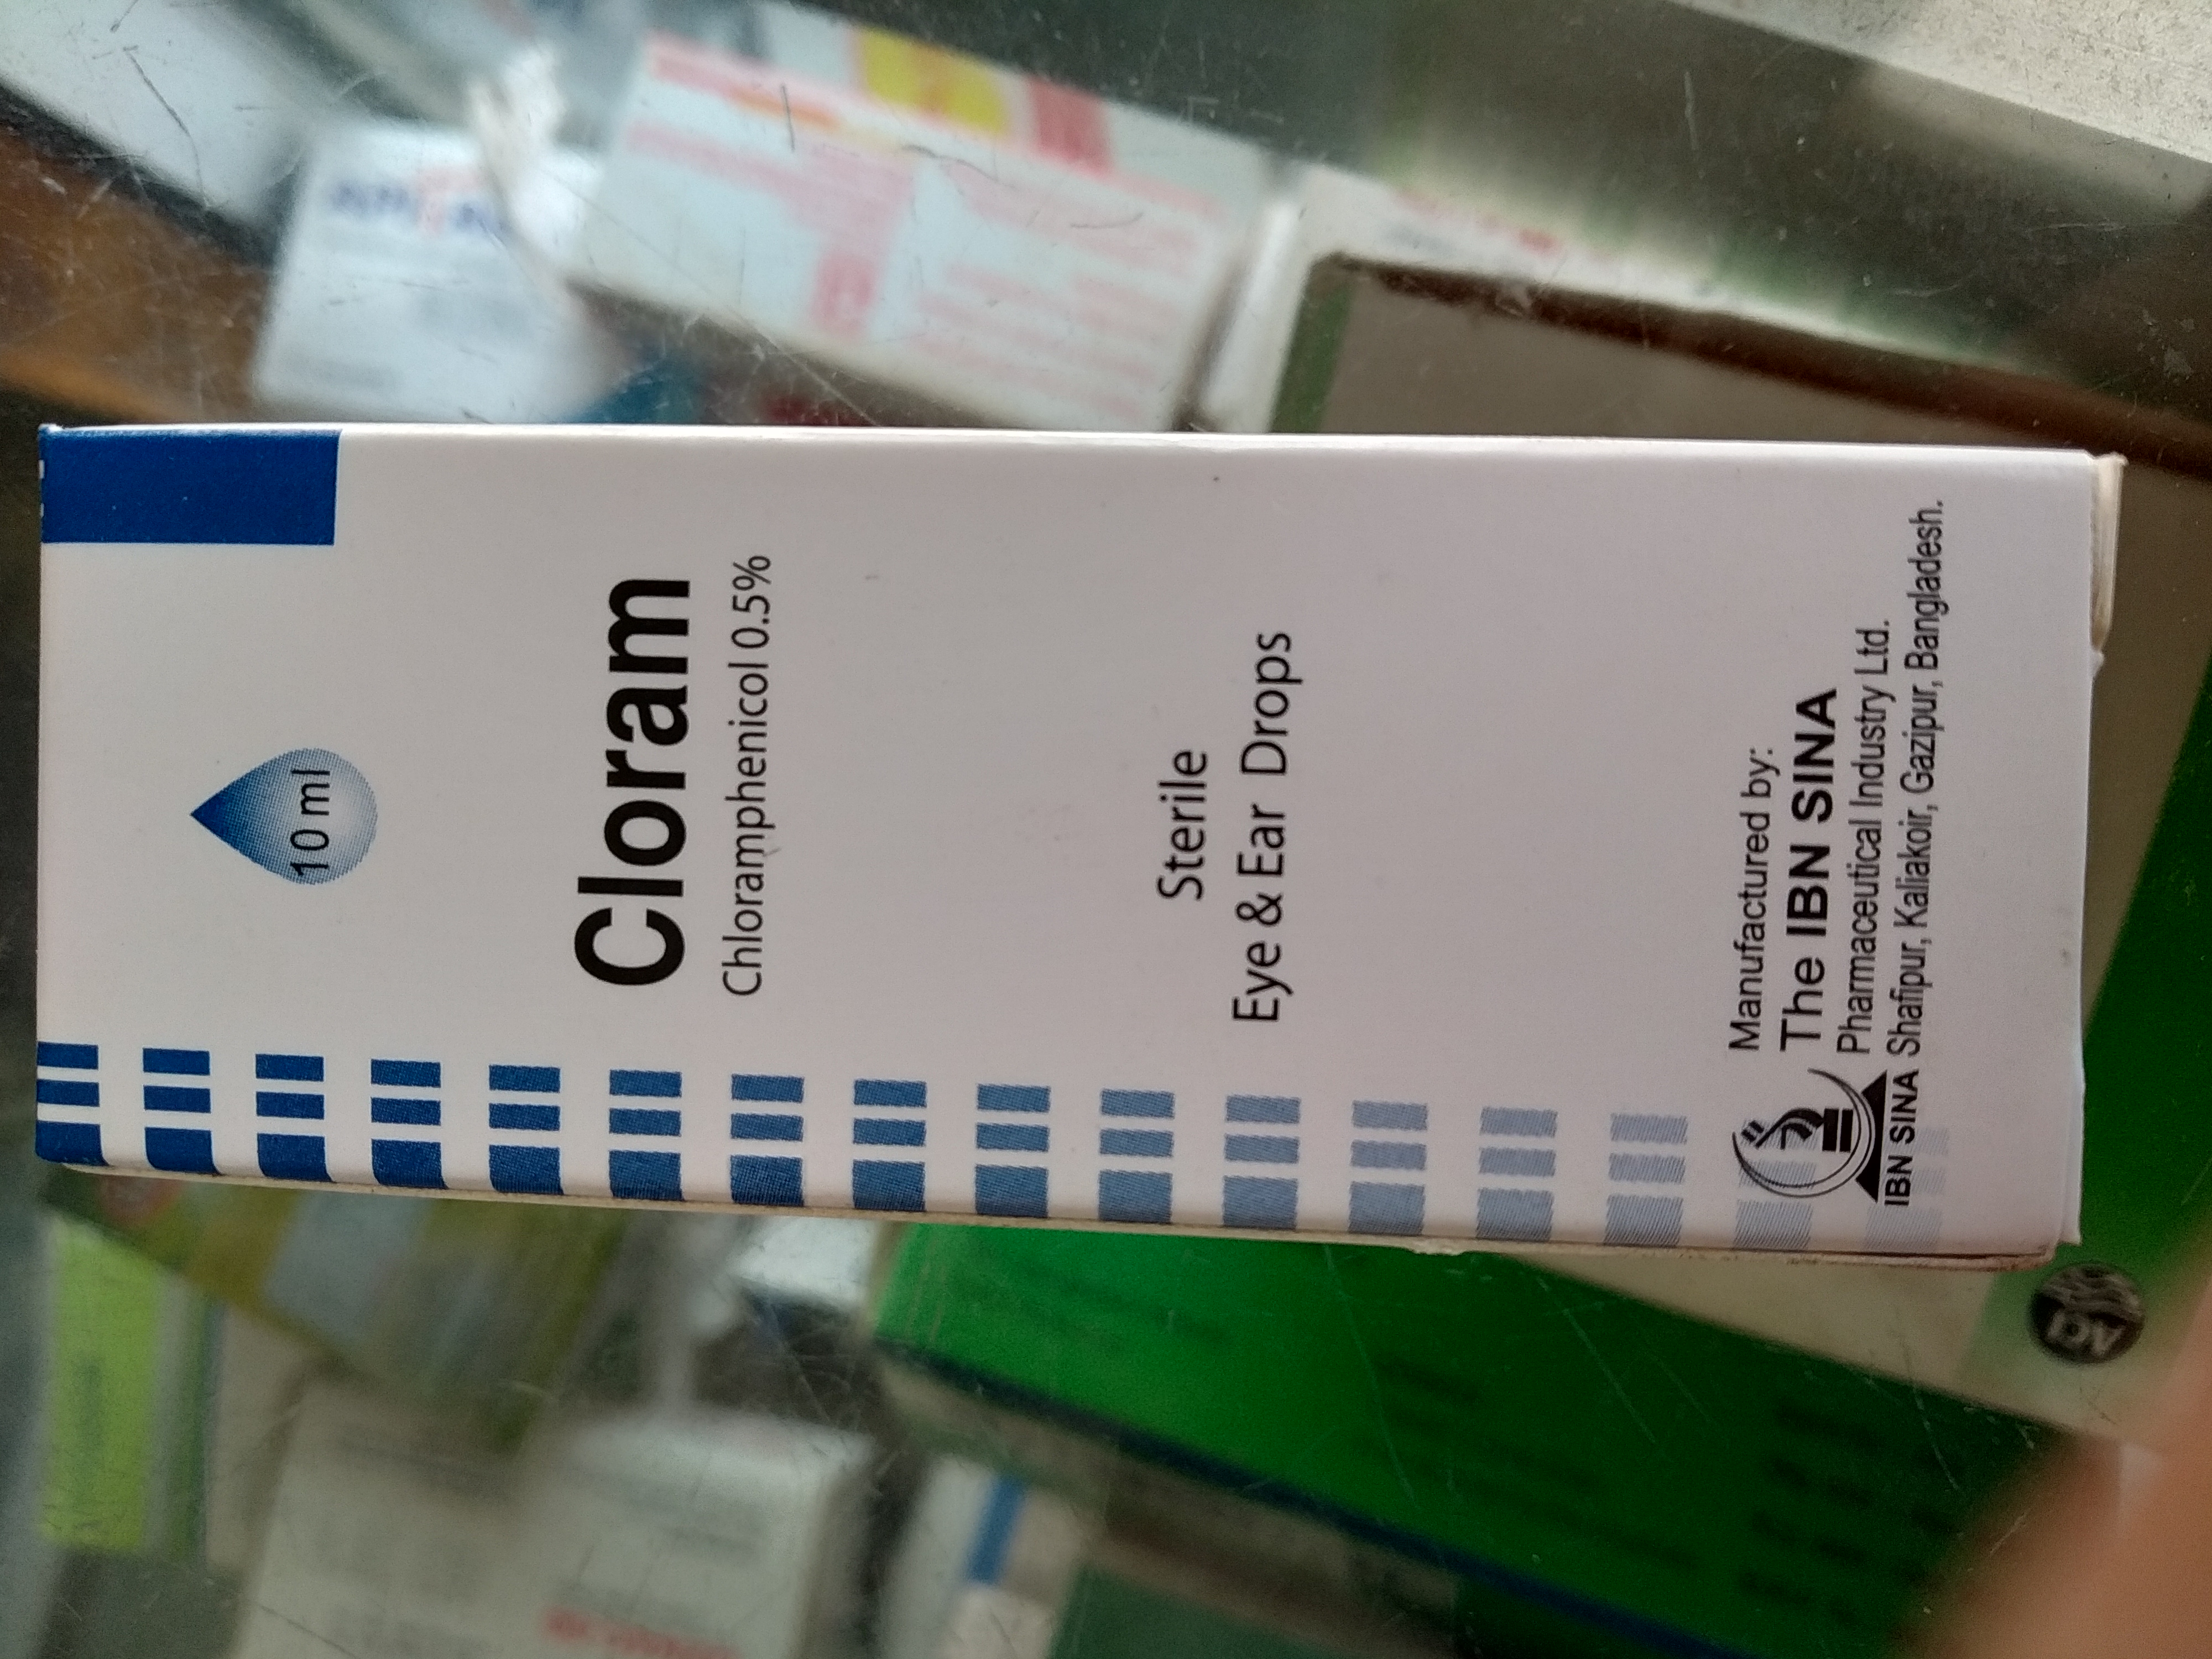 10 ml
Cloram
Chloramphenicol 0.5%
Sterile
Eye & Ear Drops
Manufactured by:
The IBN SINA
Pharmaceutical Industry Ltd.
IBN SINA
Shafipur, Kaliakoir, Gazipur, Bangladesh.
ACI